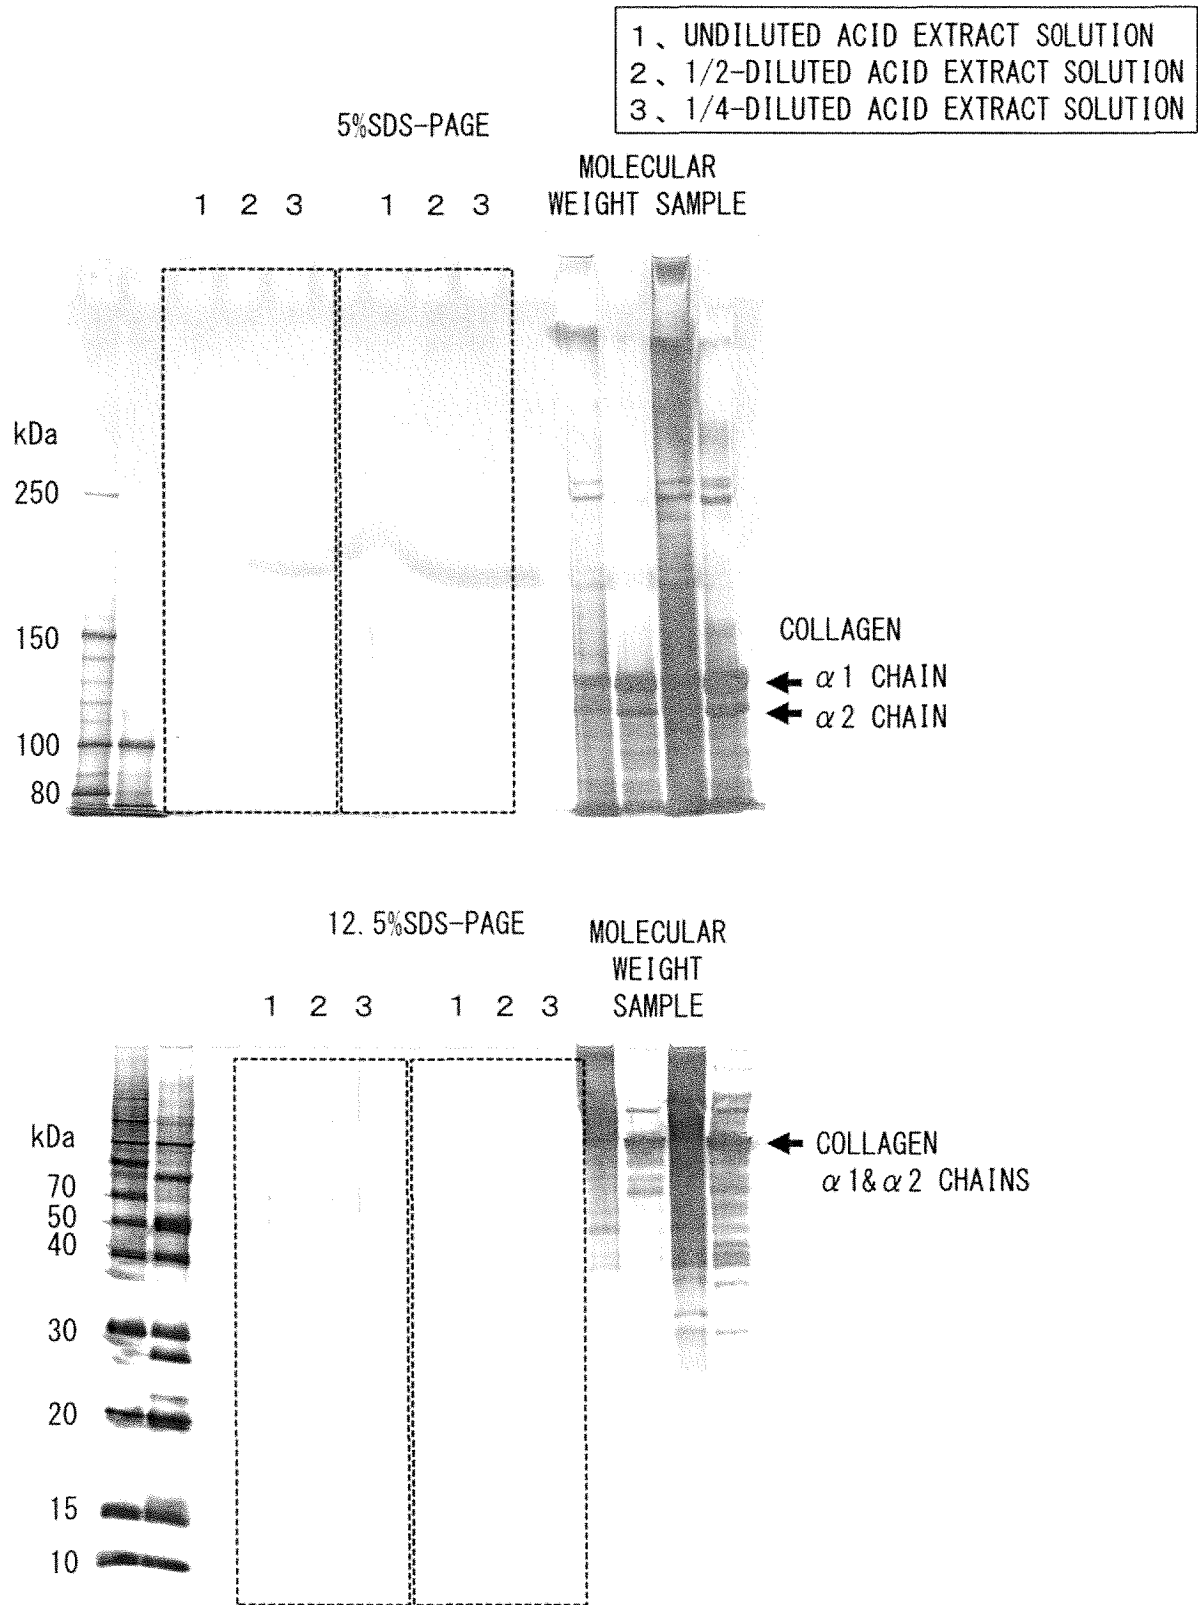 1、UNDILUTED ACID EXTRACT SOLUTION
2、1/2-DILUTED ACID EXTRACT SOLUTION
3、1/4-DILUTED ACID EXTRACT SOLUTION
5%SDS-PAGE
MOLECULAR
WEIGHT SAMPLE
1 2 3 1 2 3
kDa
250
150
100
80
COLLAGEN
α1 CHAIN
α2 CHAIN
12.5%SDS-PAGE
MOLECULAR
WEIGHT
SAMPLE
1 2 3 1 2 3
kDa
70
50
40
30
20
15
10
COLLAGEN
α1&α2 CHAINS